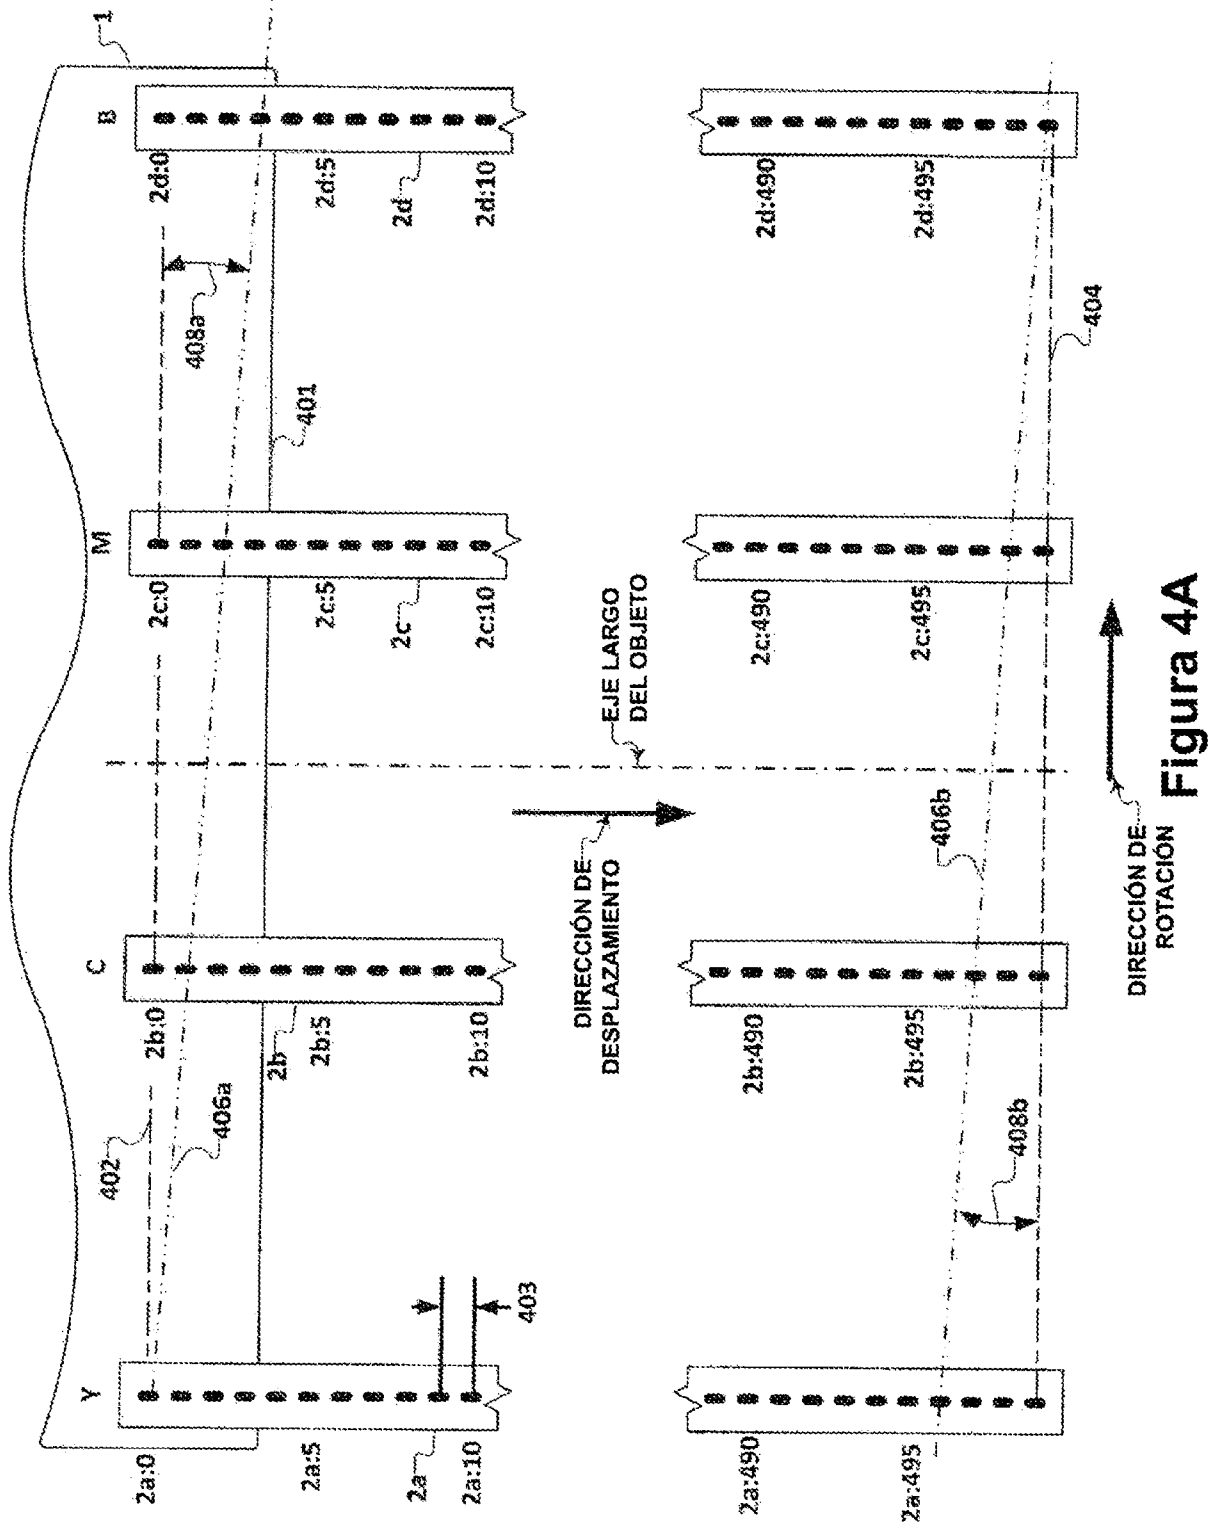 1
Y
C
M
B
2a:0
2a:5
2a
2a:10
2a:490
2a:495
2b:0
2b
2b:5
2b:10
2b:490
2b:495
2c:0
2c:5
2c
2c:10
2c:490
2c:495
2d:0
2d:5
2d
2d:10
2d:490
2d:495
402
406a
403
408a
401
406b
408b
404
DIRECCIÓN DE
DESPLAZAMIENTO
EJE LARGO
DEL OBJETO
DIRECCIÓN DE
ROTACIÓN
Figura 4A